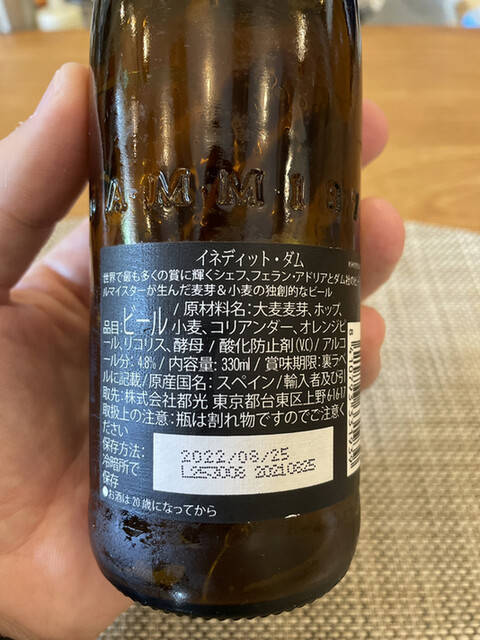 イネディット・ダム
世界で最も多くの賞に輝くシェフ、フェラン・アドリアとダム社のビー
ルマイスターが生んだ麦芽&小麦の独創的なビール
品目:ビール / 原材料名:大麦麦芽、ホップ、
小麦、コリアンダー、オレンジピ
ール、リコリス、酵母 / 酸化防止剤(V.C) / アルコ
ール分:4.8% / 内容量:330ml / 賞味期限:裏ラベ
ルに記載/原産国名:スペイン/輸入者及び引
取先:株式会社都光 東京都台東区上野6-16-17
取扱上の注意:瓶は割れ物ですのでご注意く
ださい
保存方法:
冷暗所で
保存
2022/08/25
L253008 20210825
●お酒は20歳になってから